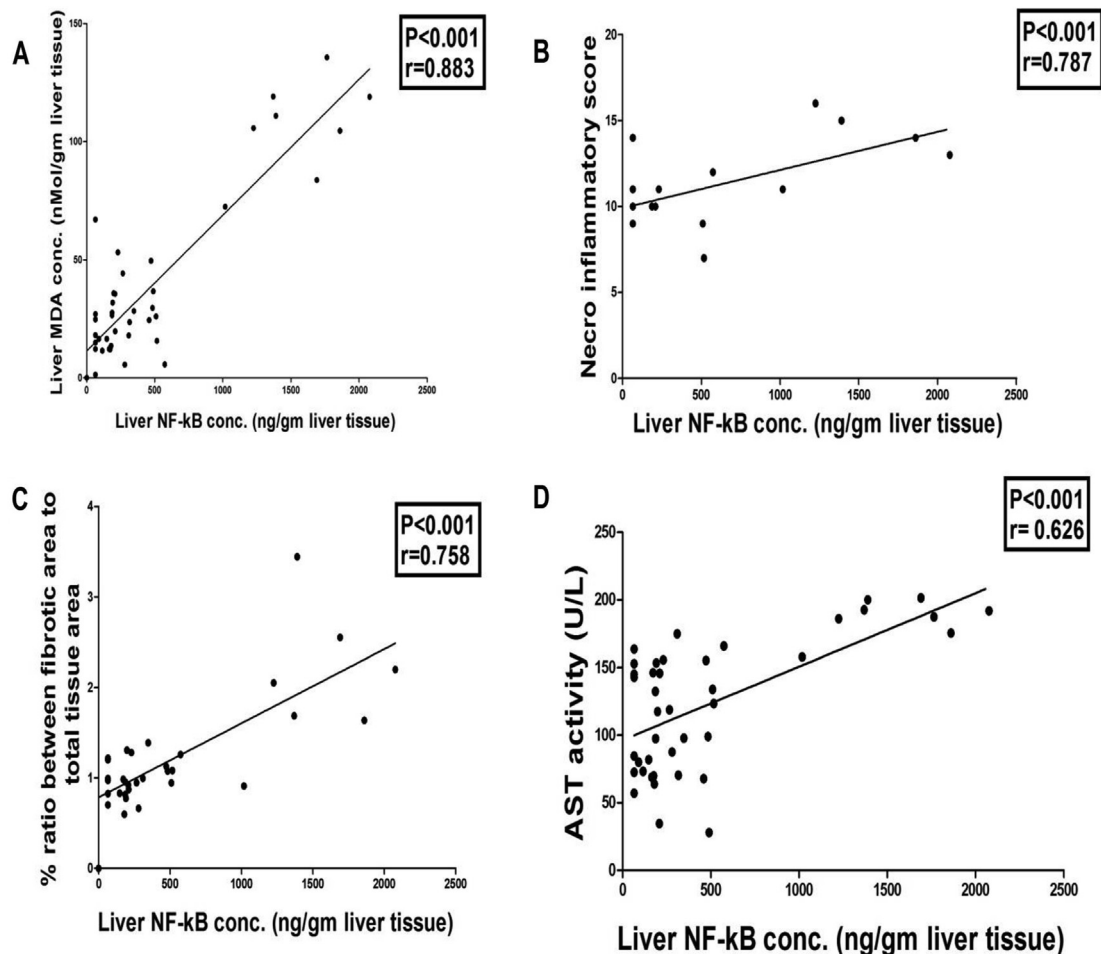 A
Liver MDA conc. (nMol/gm liver tissue)
150
100
50
0
0
500
1000
1500
2000
2500
Liver NF-kB conc. (ng/gm liver tissue)
P<0.001
r=0.883
B
Necro inflammatory score
20
15
10
5
0
0
500
1000
1500
2000
2500
Liver NF-kB conc. (ng/gm liver tissue)
P<0.001
r=0.787
C
% ratio between fibrotic area to
total tissue area
4
3
2
1
0
0
500
1000
1500
2000
2500
Liver NF-kB conc. (ng/gm liver tissue)
P<0.001
r=0.758
D
AST activity (U/L)
250
200
150
100
50
0
0
500
1000
1500
2000
2500
Liver NF-kB conc. (ng/gm liver tissue)
P<0.001
r= 0.626